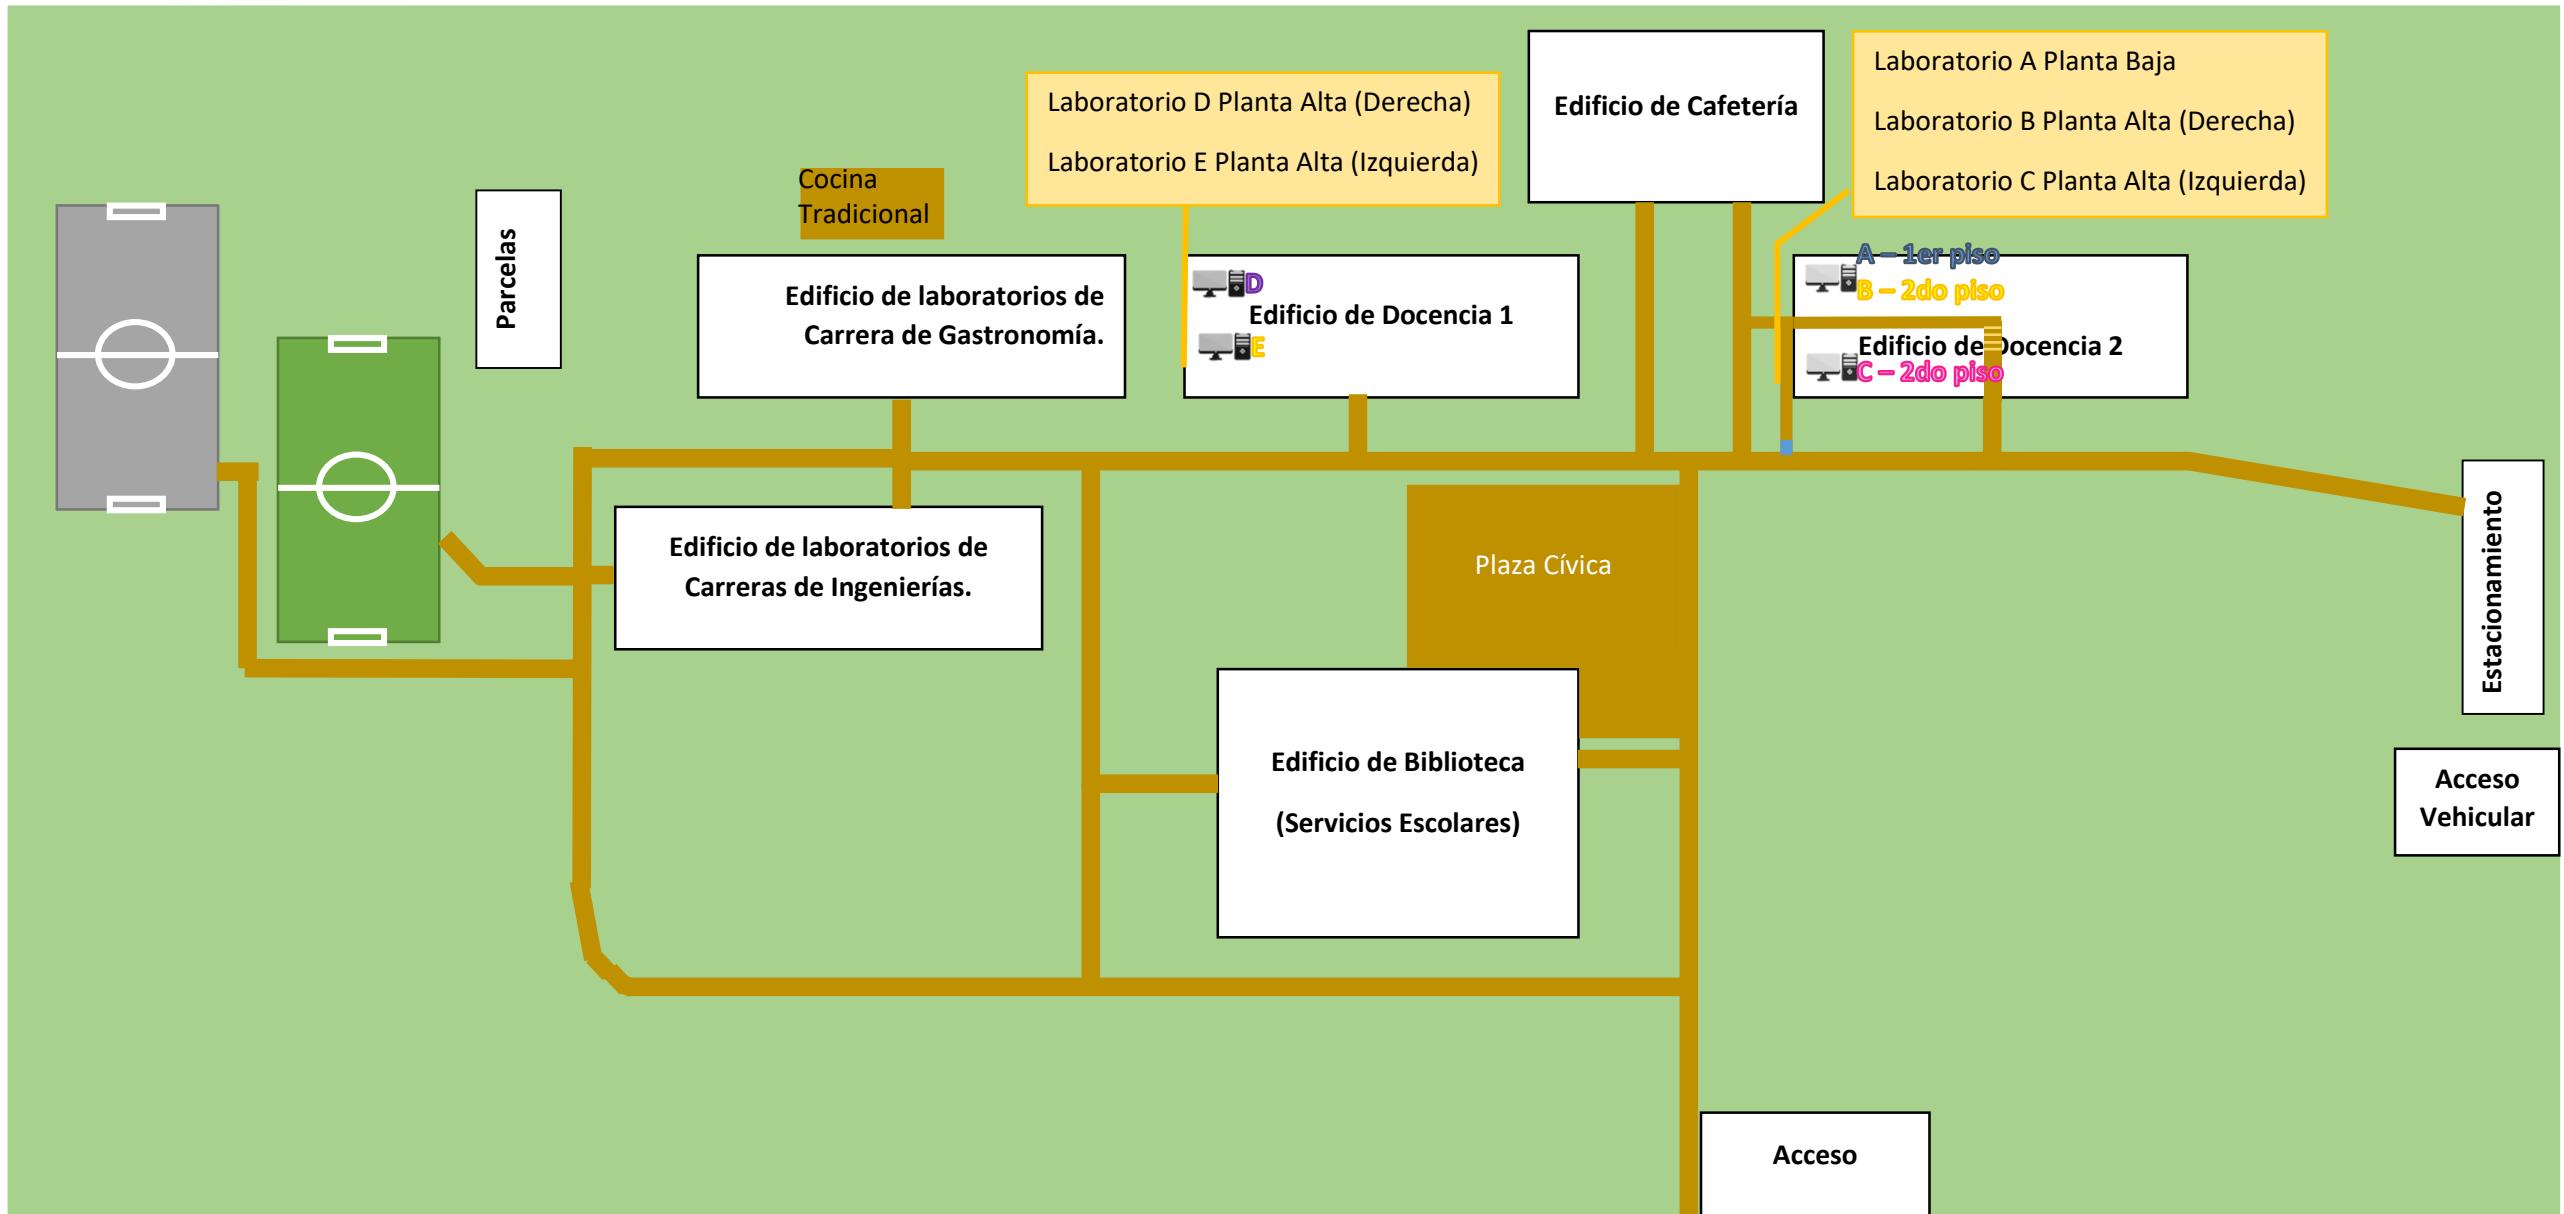 Laboratorio A Planta Baja
Laboratorio B Planta Alta (Derecha)
Laboratorio C Planta Alta (Izquierda)
Edificio de Cafetería
Laboratorio D Planta Alta (Derecha)
Laboratorio E Planta Alta (Izquierda)
Cocina
Tradicional
Parcelas
Edificio de laboratorios de
Carrera de Gastronomía.
D
Edificio de Docencia 1
E
A – 1er piso
B – 2do piso
Edificio de Docencia 2
C – 2do piso
Edificio de laboratorios de
Carreras de Ingenierías.
Plaza Cívica
Estacionamiento
Edificio de Biblioteca
(Servicios Escolares)
Acceso
Vehicular
Acceso